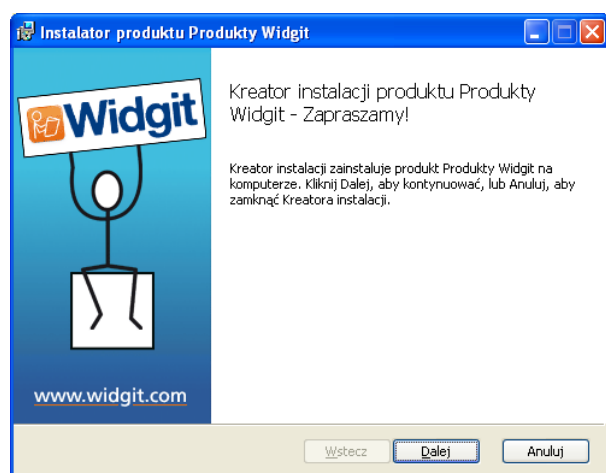 Instalator produktu Produkty Widgit
Widgit
Kreator instalacji produktu Produkty
Widgit - Zapraszamy!
Kreator instalacji zainstaluje produkt Produkty Widgit na
komputerze. Kliknij Dalej, aby kontynuować, lub Anuluj, aby
zamknąć Kreatora instalacji.
www.widgit.com
Wstecz
Dalej
Anuluj